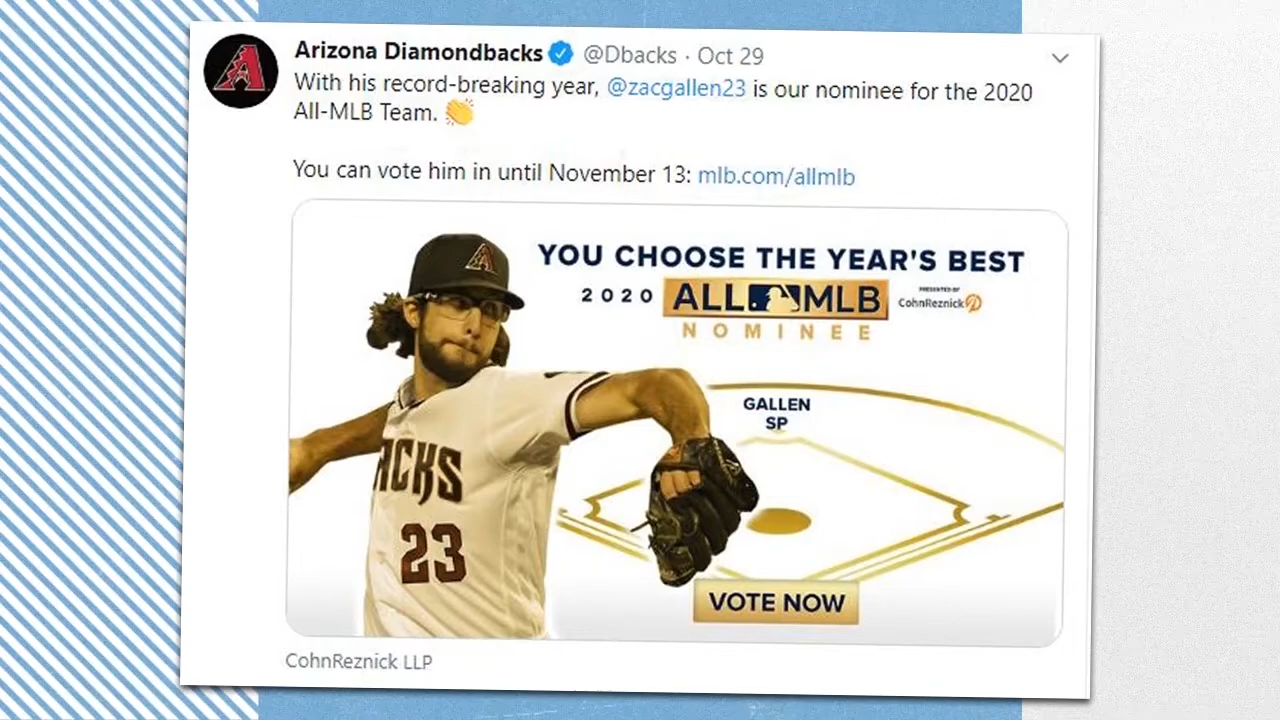 Arizona Diamondbacks @Dbacks · Oct 29
With his record-breaking year, @zacgallen23 is our nominee for the 2020
All-MLB Team. 👏
You can vote him in until November 13: mlb.com/allmlb
YOU CHOOSE THE YEAR'S BEST
2020 ALL MLB
PRESENTED BY
CohnReznick
NOMINEE
GALLEN
SP
ACKS
23
VOTE NOW
CohnReznick LLP